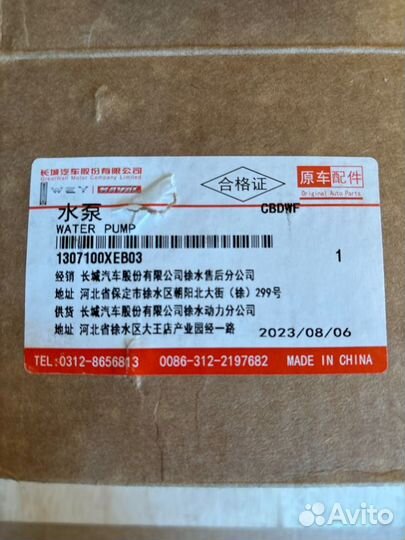 长城汽车股份有限公司
GreatWall Motor Company Limited
WEY HAVAL
合格证
原车配件
Original Auto Parts
水泵
CBDWF
WATER PUMP
1307100XEB03
1
经销 长城汽车股份有限公司徐水售后分公司
地址 河北省保定市徐水区朝阳北大街（徐）299号
供货 长城汽车股份有限公司徐水动力分公司
地址 河北省徐水区大王店产业园经一路
2023/08/06
TEL:0312-8656813 0086-312-2197682 MADE IN CHINA
Avito